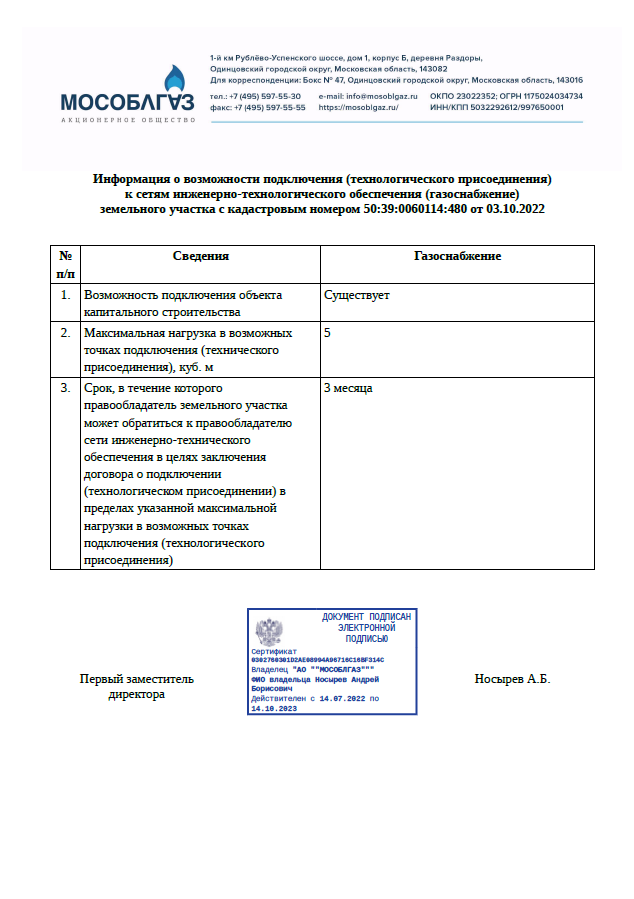 1-й км Рублёво-Успенского шоссе, дом 1, корпус Б, деревня Раздоры,
Одинцовский городской округ, Московская область, 143082
Для корреспонденции: Бокс № 47, Одинцовский городской округ, Московская область, 143016
тел.: +7 (495) 597-55-30 e-mail: info@mosoblgaz.ru ОКПО 23022352; ОГРН 1175024034734
факс: +7 (495) 597-55-55 https://mosoblgaz.ru/ ИНН/КПП 5032292612/997650001
МОСОБЛГАЗ
АКЦИОНЕРНОЕ ОБЩЕСТВО
Информация о возможности подключения (технологического присоединения)
к сетям инженерно-технологического обеспечения (газоснабжение)
земельного участка с кадастровым номером 50:39:0060114:480 от 03.10.2022
№ п/п Сведения Газоснабжение
1. Возможность подключения объекта Существует
капитального строительства
2. Максимальная нагрузка в возможных 5
точках подключения (технического
присоединения), куб. м
3. Срок, в течение которого 3 месяца
правообладатель земельного участка
может обратиться к правообладателю
сети инженерно-технического
обеспечения в целях заключения
договора о подключении
(технологическом присоединении) в
пределах указанной максимальной
нагрузки в возможных точках
подключения (технологического
присоединения)
ДОКУМЕНТ ПОДПИСАН
ЭЛЕКТРОННОЙ
ПОДПИСЬЮ
Сертификат
0302760301D2AE08994A96716C16BF314C
Владелец "АО ""МОСОБЛГАЗ"""
ФИО владельца Носырев Андрей
Борисович
Действителен с 14.07.2022 по
14.10.2023
Первый заместитель
директора
Носырев А.Б.